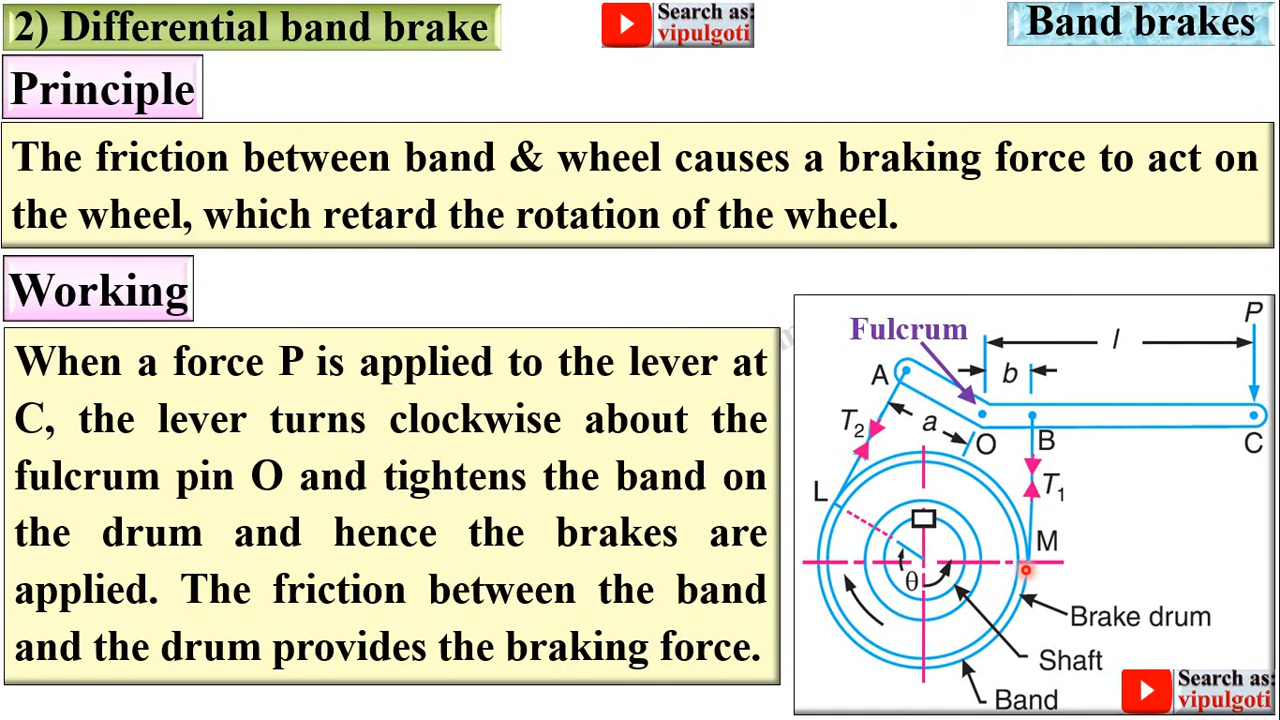 2) Differential band brake
Search as:
vipulgoti
Band brakes
Principle
The friction between band & wheel causes a braking force to act on
the wheel, which retard the rotation of the wheel.
Working
When a force P is applied to the lever at
C, the lever turns clockwise about the
fulcrum pin O and tightens the band on
the drum and hence the brakes are
applied. The friction between the band
and the drum provides the braking force.
Fulcrum
P
l
b
A
T2
a
O
B
C
L
T1
M
θ
Brake drum
Shaft
Band
Search as:
vipulgoti